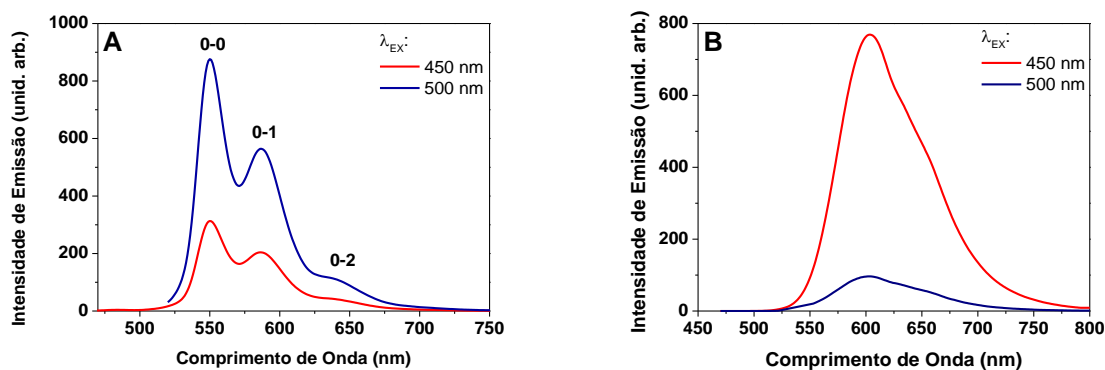 A
0-0
0-1
0-2
λEX:
450 nm
500 nm
Intensidade de Emissão (unid. arb.)
1000
800
600
400
200
0
500 550 600 650 700 750
Comprimento de Onda (nm)
B
λEX:
450 nm
500 nm
Intensidade de Emissão (unid. arb.)
800
600
400
200
0
450 500 550 600 650 700 750 800
Comprimento de Onda (nm)